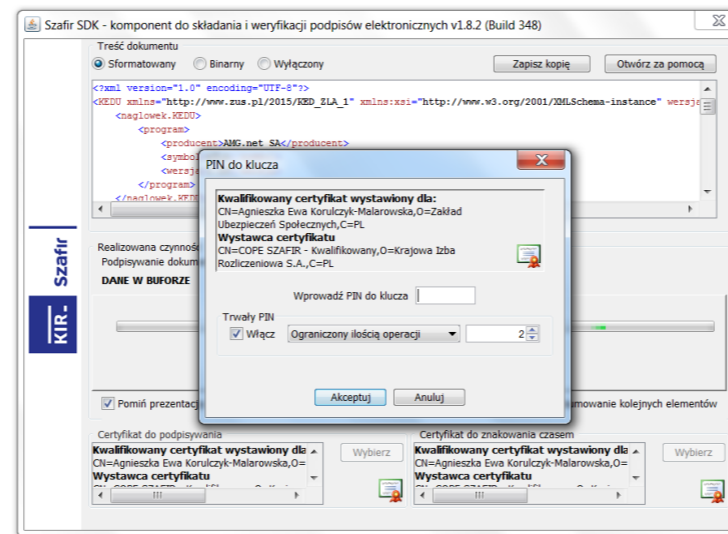 Szafir SDK - komponent do składania i weryfikacji podpisów elektronicznych v1.8.2 (Build 348)
Treść dokumentu
Sformatowany Binarny Wyłączony Zapisz kopię Otwórz za pomocą
<?xml version="1.0" encoding="UTF-8"?>
<KEDU xmlns="http://www.zus.pl/2015/KED_ZLA_1" xmlns:xsi="http://www.w3.org/2001/XMLSchema-instance" wersja
<naglowek.KEDU>
<program>
<producent>AMG.net SA</producent>
<symbol
<wersja
</program>
</naglowek.KEDU
PIN do klucza
Kwalifikowany certyfikat wystawiony dla:
CN=Agnieszka Ewa Korulczyk-Malarowska,O=Zakład
Ubezpieczeń Społecznych,C=PL
Wystawca certyfikatu
CN=COPE SZAFIR - Kwalifikowany,O=Krajowa Izba
Rozliczeniowa S.A.,C=PL
Wprowadź PIN do klucza
Trwały PIN
Włącz Ograniczony ilością operacji 2
Akceptuj Anuluj
Szafir
KIR
Realizowana czynność
Podpisywanie dokum
DANE W BUFORZE
Pomiń prezentacj umowanie kolejnych elementów
Certyfikat do podpisywania Certyfikat do znakowania czasem
Kwalifikowany certyfikat wystawiony dla Wybierz Kwalifikowany certyfikat wystawiony dla Wybierz
CN=Agnieszka Ewa Korulczyk-Malarowska,O= CN=Agnieszka Ewa Korulczyk-Malarowska,O=
Wystawca certyfikatu Wystawca certyfikatu